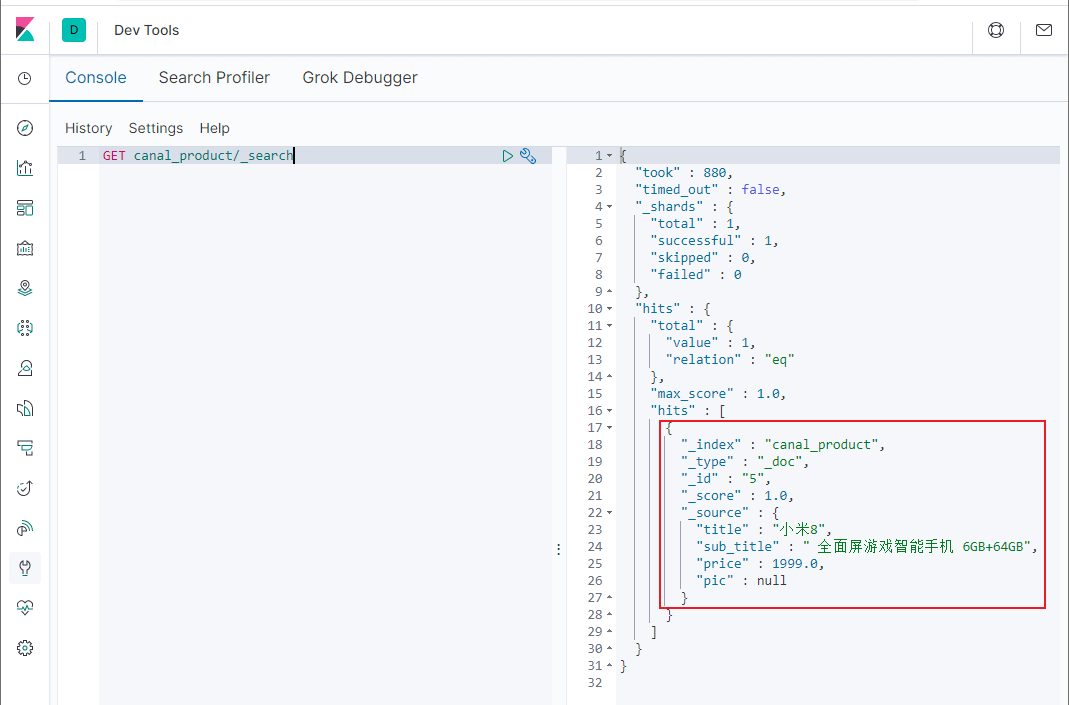 D Dev Tools
Console Search Profiler Grok Debugger
History Settings Help
1 GET canal_product/_search
1 {
2 "took" : 880,
3 "timed_out" : false,
4 "_shards" : {
5 "total" : 1,
6 "successful" : 1,
7 "skipped" : 0,
8 "failed" : 0
9 },
10 "hits" : {
11 "total" : {
12 "value" : 1,
13 "relation" : "eq"
14 },
15 "max_score" : 1.0,
16 "hits" : [
17 {
18 "_index" : "canal_product",
19 "_type" : "_doc",
20 "_id" : "5",
21 "_score" : 1.0,
22 "_source" : {
23 "title" : "小米8",
24 "sub_title" : " 全面屏游戏智能手机 6GB+64GB",
25 "price" : 1999.0,
26 "pic" : null
27 }
28 }
29 ]
30 }
31 }
32